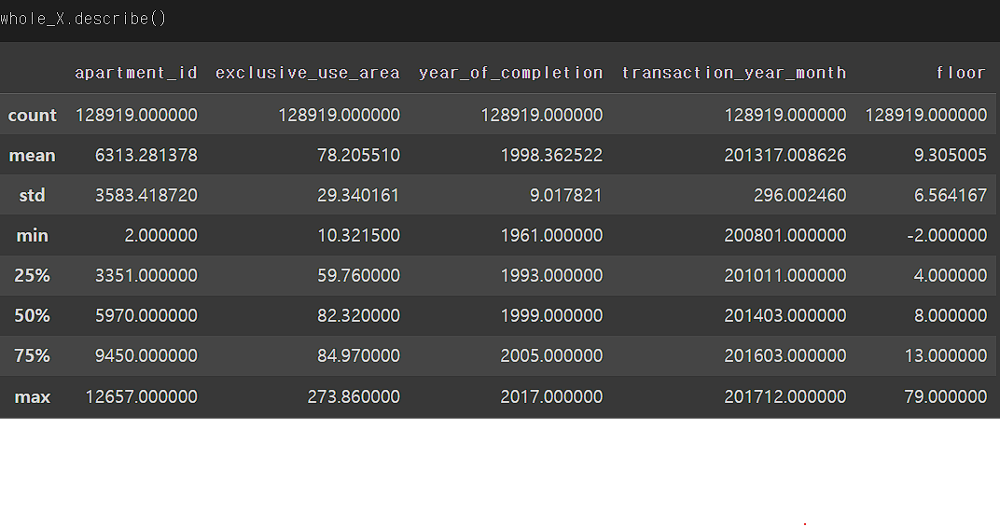 whole_X.describe()
apartment_id exclusive_use_area year_of_completion transaction_year_month floor
count 128919.000000 128919.000000 128919.000000 128919.000000 128919.000000
mean 6313.281378 78.205510 1998.362522 201317.008626 9.305005
std 3583.418720 29.340161 9.017821 296.002460 6.564167
min 2.000000 10.321500 1961.000000 200801.000000 -2.000000
25% 3351.000000 59.760000 1993.000000 201011.000000 4.000000
50% 5970.000000 82.320000 1999.000000 201403.000000 8.000000
75% 9450.000000 84.970000 2005.000000 201603.000000 13.000000
max 12657.000000 273.860000 2017.000000 201712.000000 79.000000